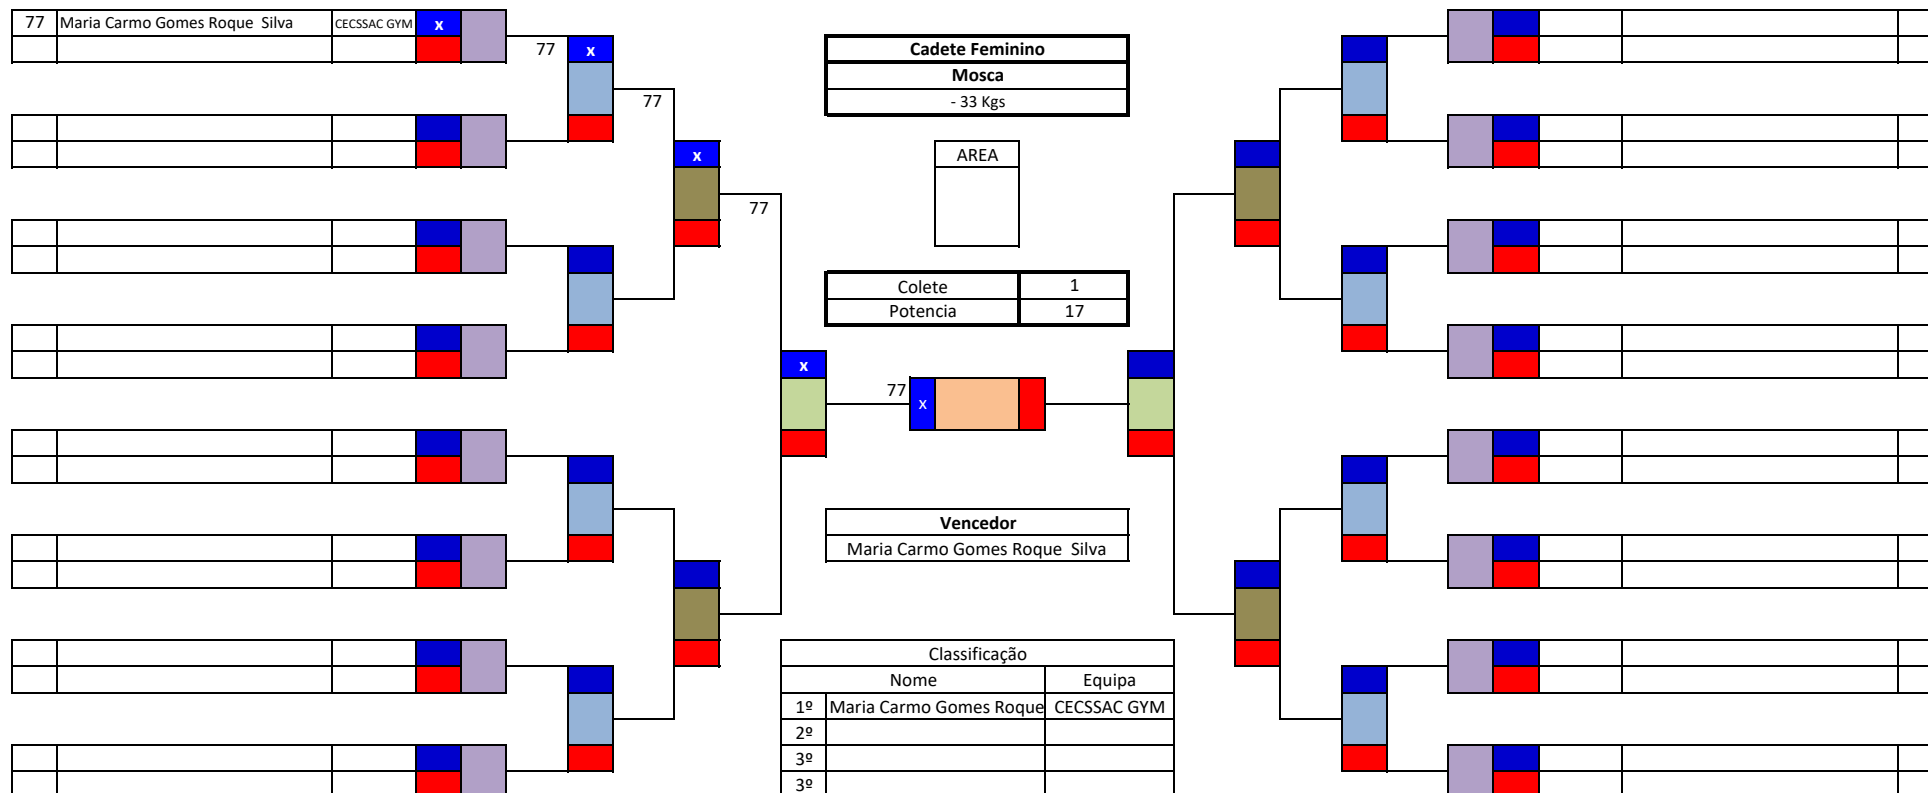 77 Maria Carmo Gomes Roque  Silva CECSSAC GYM x
77 x
Cadete Feminino
Mosca
- 33 Kgs
77
x
AREA
77
Colete 1
Potencia 17
x
77 x
Vencedor
Maria Carmo Gomes Roque  Silva
Classificação
Nome Equipa
1º Maria Carmo Gomes Roque CECSSAC GYM
2º
3º
3º